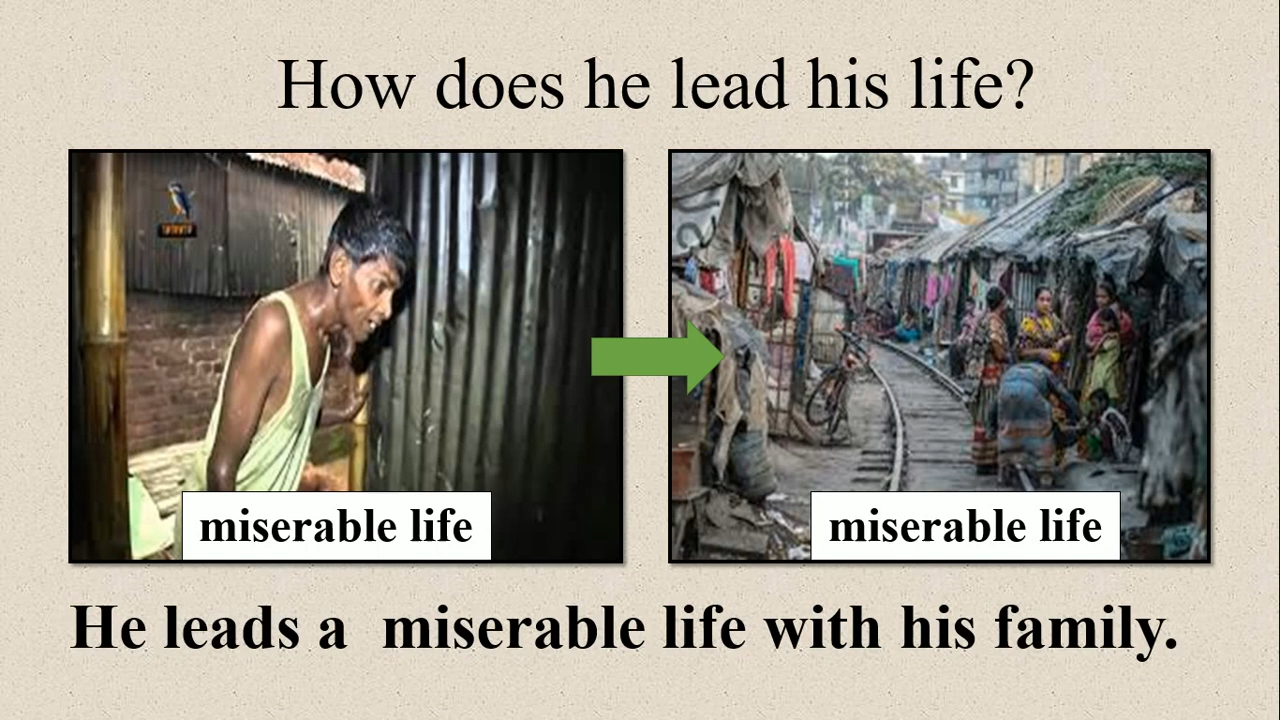 How does he lead his life?
miserable life
miserable life
He leads a  miserable life with his family.